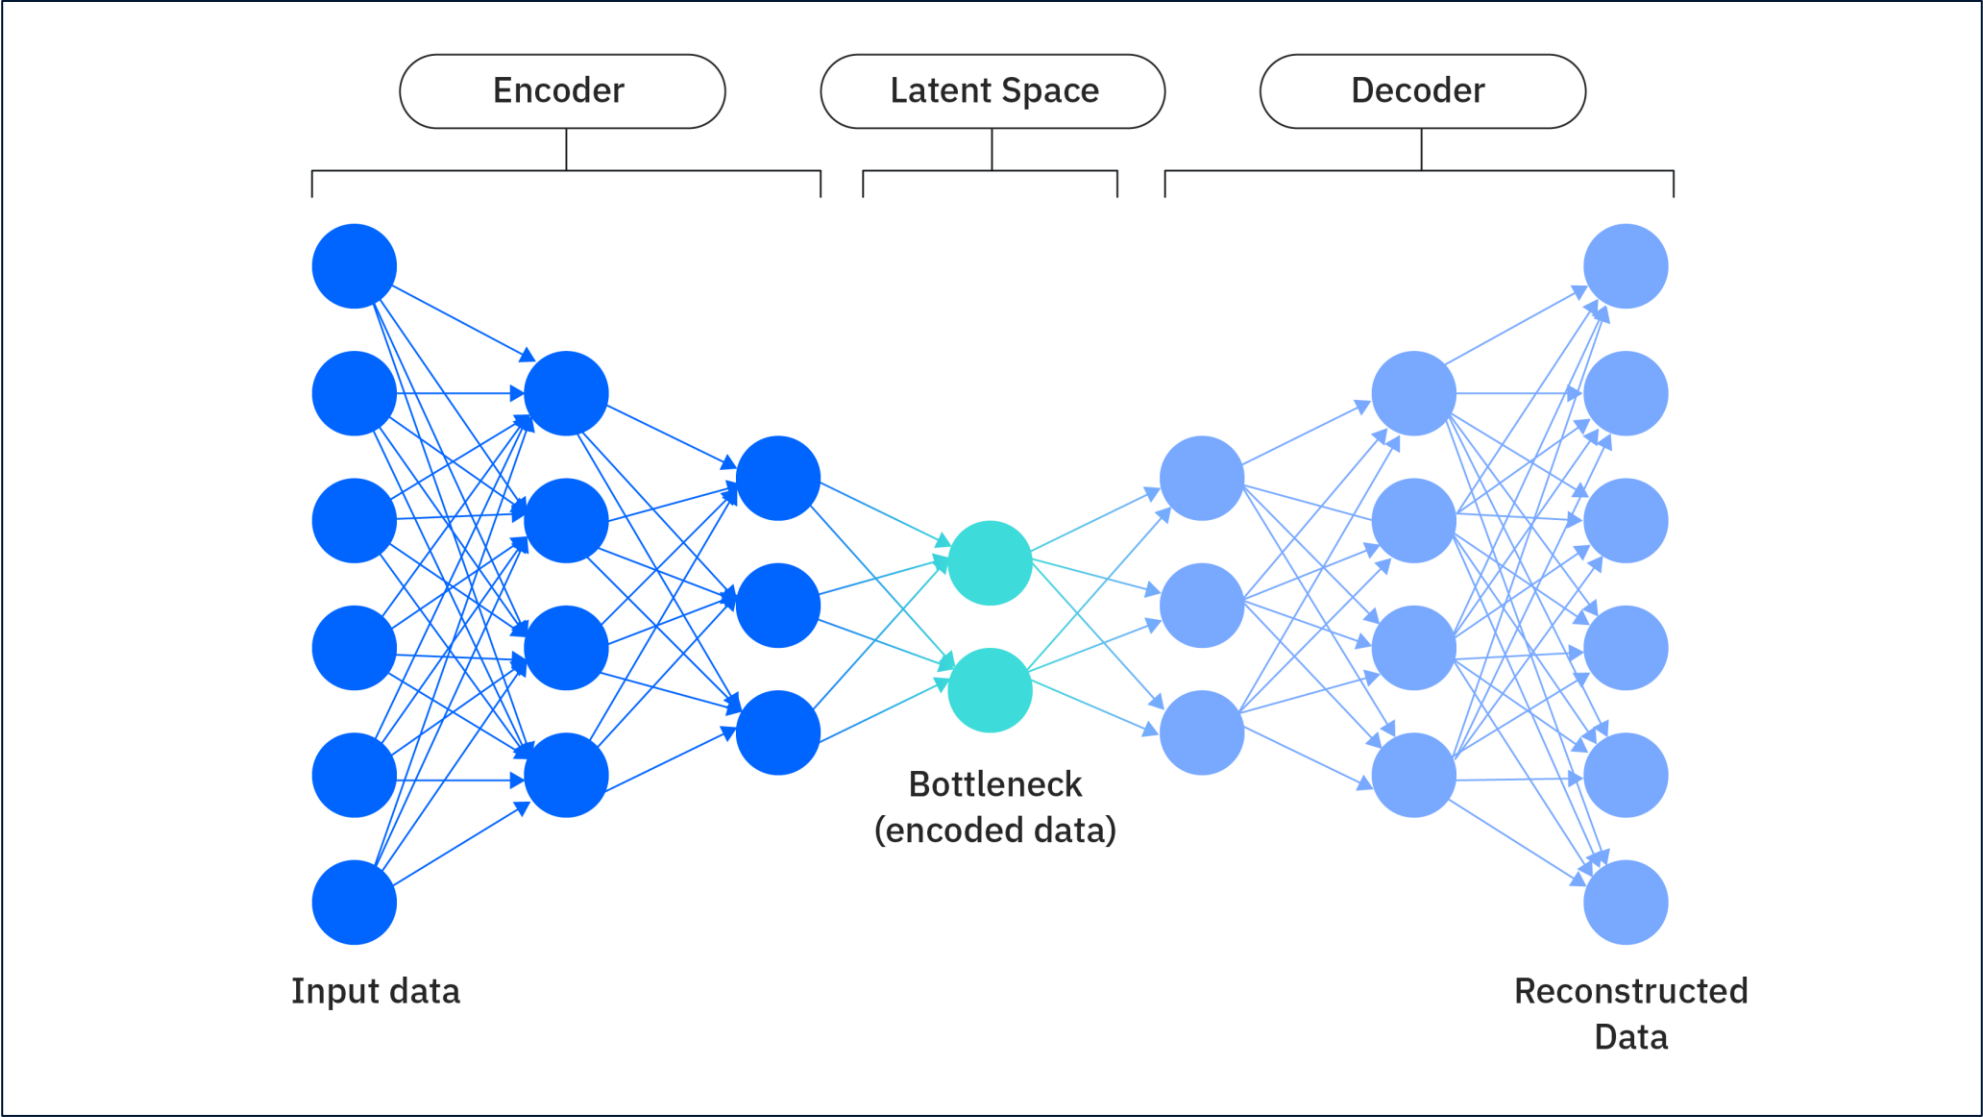 Encoder
Latent Space
Decoder
Bottleneck
(encoded data)
Input data
Reconstructed
Data